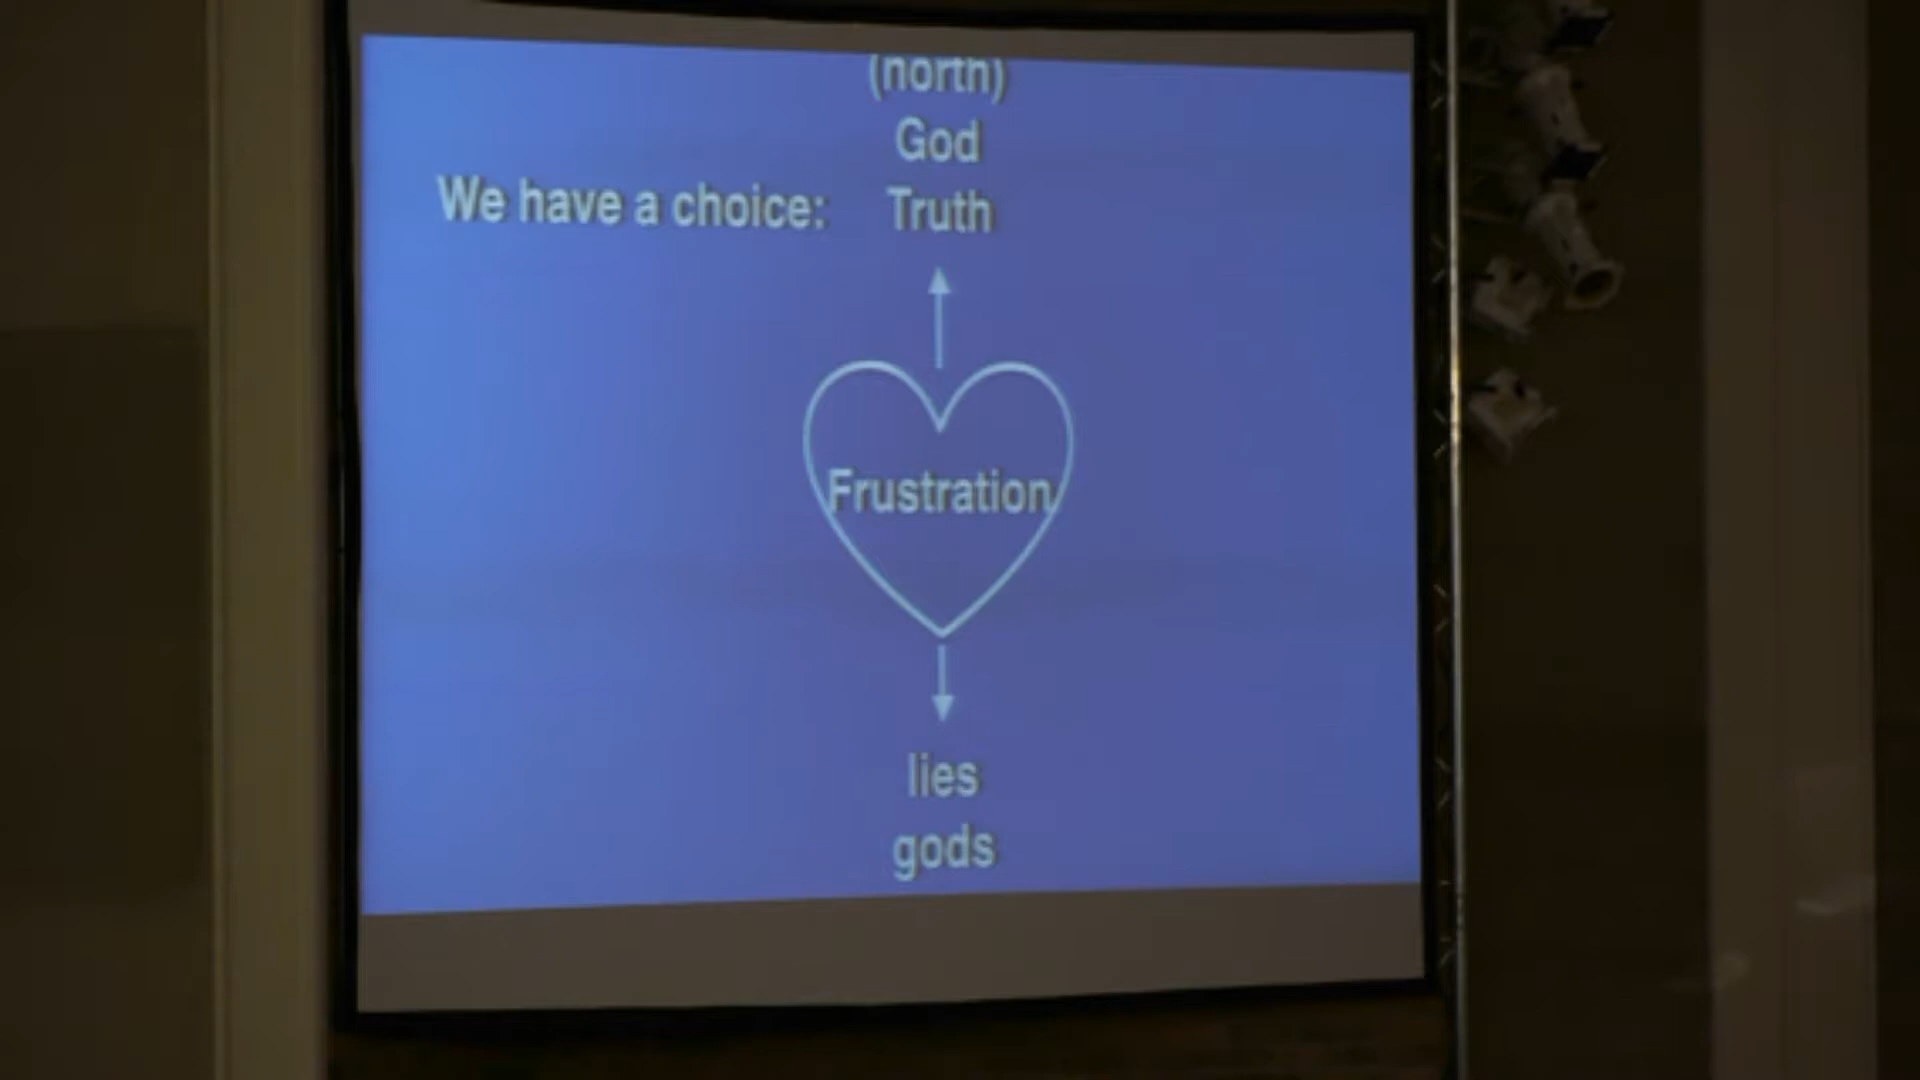 (north)
God
We have a choice: Truth
Frustration
lies
gods